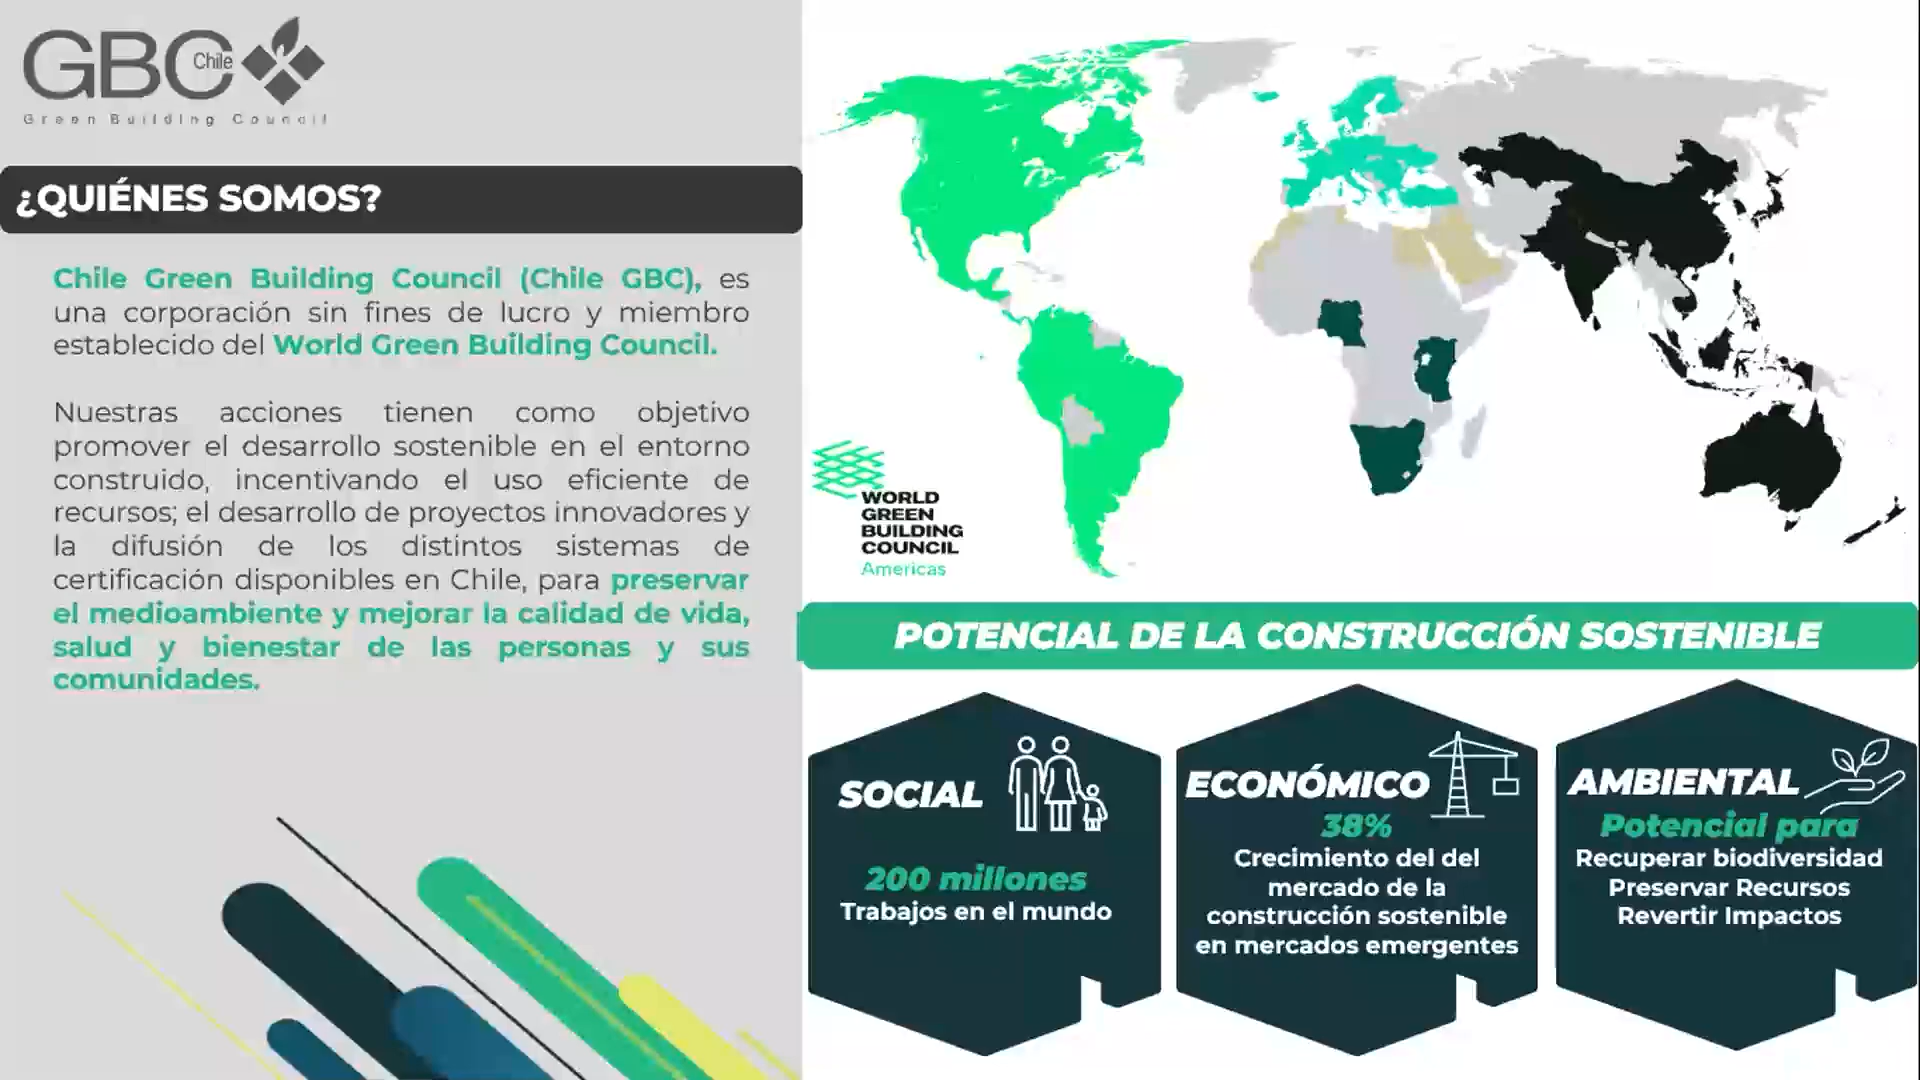 GBC Chile
Green Building Council
¿QUIÉNES SOMOS?
Chile Green Building Council (Chile GBC), es
una corporación sin fines de lucro y miembro
establecido del World Green Building Council.
Nuestras acciones tienen como objetivo
promover el desarrollo sostenible en el entorno
construido, incentivando el uso eficiente de
recursos; el desarrollo de proyectos innovadores y
la difusión de los distintos sistemas de
certificación disponibles en Chile, para preservar
el medioambiente y mejorar la calidad de vida,
salud y bienestar de las personas y sus
comunidades.
WORLD
GREEN
BUILDING
COUNCIL
Americas
POTENCIAL DE LA CONSTRUCCIÓN SOSTENIBLE
SOCIAL
200 millones
Trabajos en el mundo
ECONÓMICO
38%
Crecimiento del del
mercado de la
construcción sostenible
en mercados emergentes
AMBIENTAL
Potencial para
Recuperar biodiversidad
Preservar Recursos
Revertir Impactos